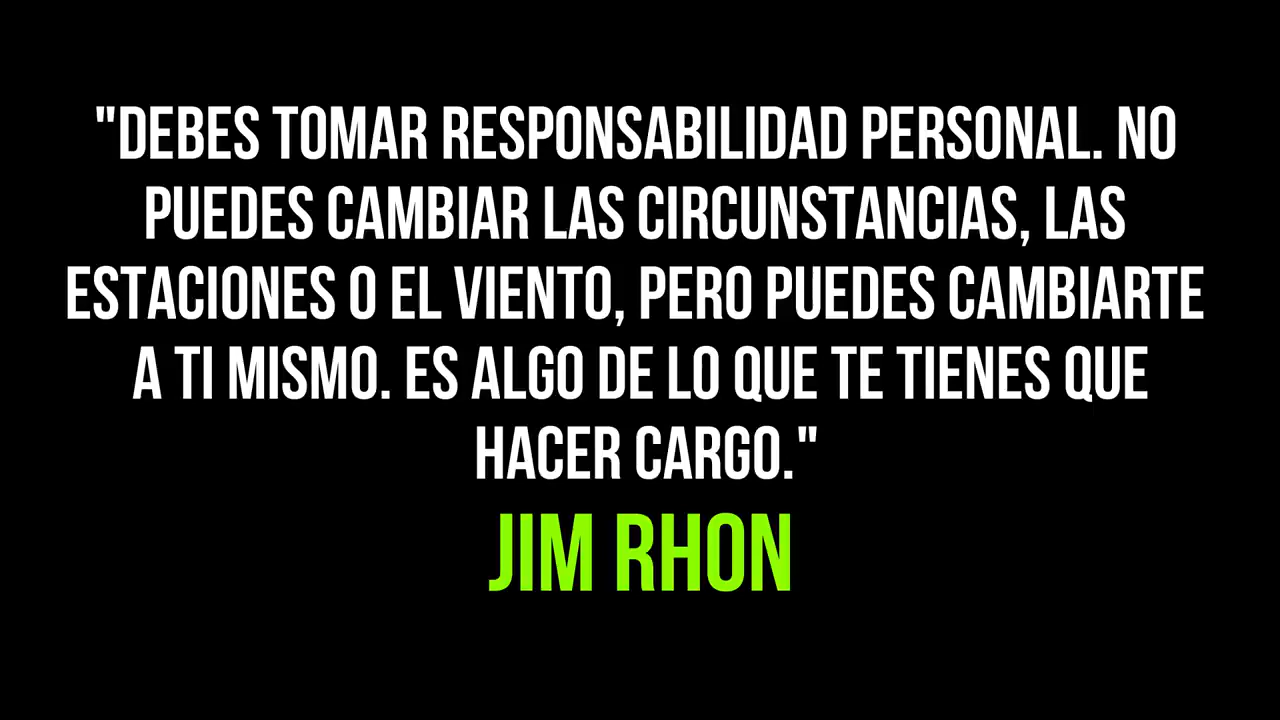 "DEBES TOMAR RESPONSABILIDAD PERSONAL. NO
PUEDES CAMBIAR LAS CIRCUNSTANCIAS, LAS
ESTACIONES O EL VIENTO, PERO PUEDES CAMBIARTE
A TI MISMO. ES ALGO DE LO QUE TE TIENES QUE
HACER CARGO."
JIM RHON